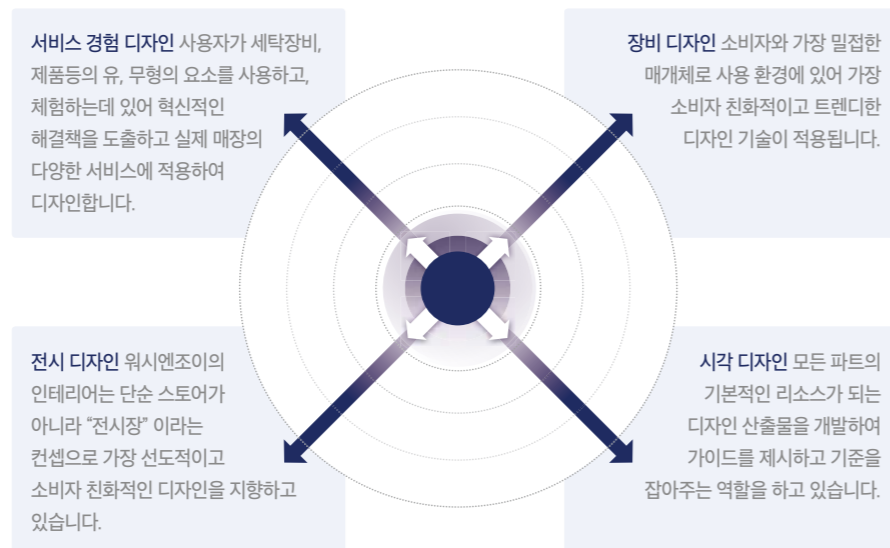 서비스 경험 디자인 사용자가 세탁장비,
제품등의 유, 무형의 요소를 사용하고,
체험하는데 있어 혁신적인
해결책을 도출하고 실제 매장의
다양한 서비스에 적용하여
디자인합니다.
장비 디자인 소비자와 가장 밀접한
매개체로 사용 환경에 있어 가장
소비자 친화적이고 트렌디한
디자인 기술이 적용됩니다.
전시 디자인 워시엔조이의
인테리어는 단순 스토어가
아니라 “전시장” 이라는
컨셉으로 가장 선도적이고
소비자 친화적인 디자인을 지향하고
있습니다.
시각 디자인 모든 파트의
기본적인 리소스가 되는
디자인 산출물을 개발하여
가이드를 제시하고 기준을
잡아주는 역할을 하고 있습니다.